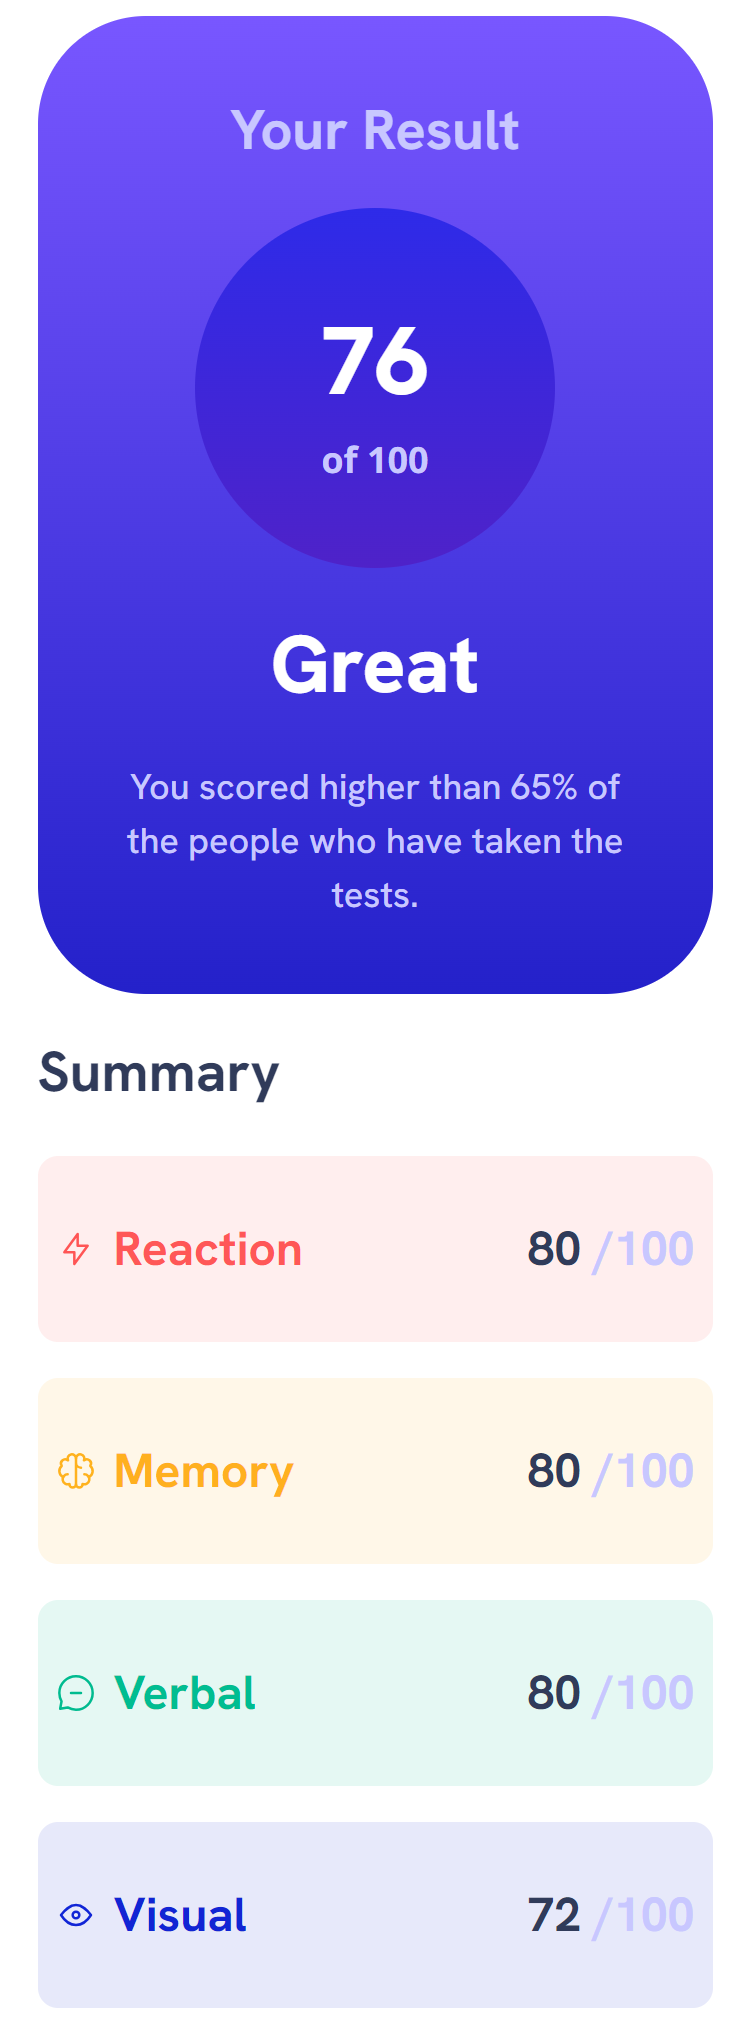 Your Result
76
of 100
Great
You scored higher than 65% of
the people who have taken the
tests.
Summary
Reaction 80 /100
Memory 80 /100
Verbal 80 /100
Visual 72 /100